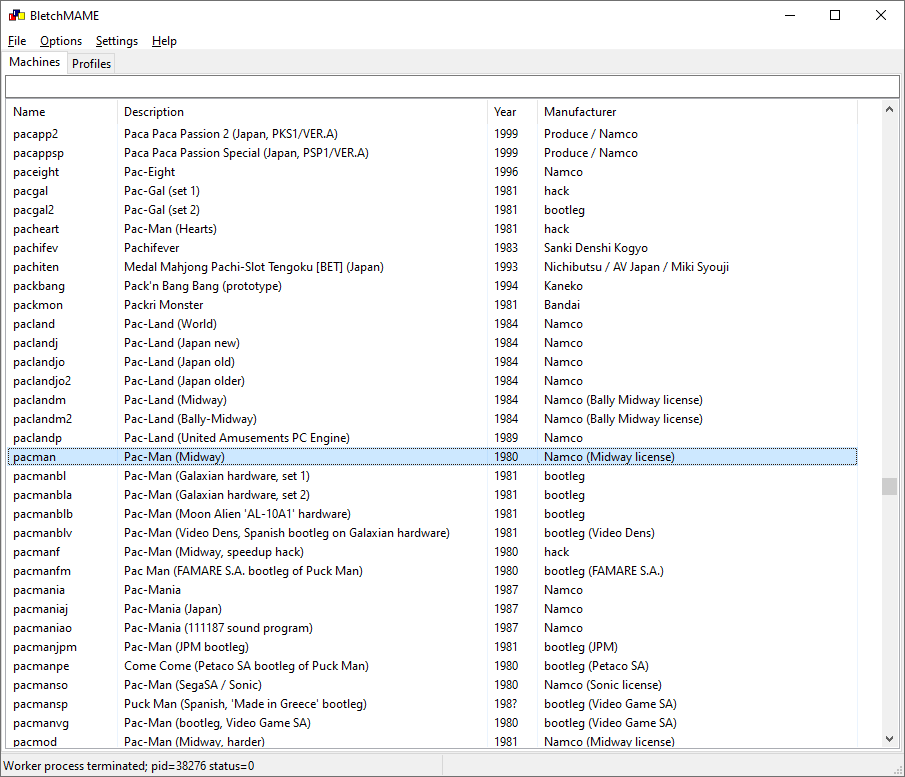 BletchMAME
File Options Settings Help
Machines Profiles
Name Description Year Manufacturer
pacapp2 Paca Paca Passion 2 (Japan, PKS1/VER.A) 1999 Produce / Namco
pacappsp Paca Paca Passion Special (Japan, PSP1/VER.A) 1999 Produce / Namco
paceight Pac-Eight 1996 Namco
pacgal Pac-Gal (set 1) 1981 hack
pacgal2 Pac-Gal (set 2) 1981 bootleg
pacheart Pac-Man (Hearts) 1981 hack
pachifev Pachifever 1983 Sanki Denshi Kogyo
pachiten Medal Mahjong Pachi-Slot Tengoku [BET] (Japan) 1993 Nichibutsu / AV Japan / Miki Syouji
packbang Pack'n Bang Bang (prototype) 1994 Kaneko
packmon Packri Monster 1981 Bandai
pacland Pac-Land (World) 1984 Namco
paclandj Pac-Land (Japan new) 1984 Namco
paclandjo Pac-Land (Japan old) 1984 Namco
paclandjo2 Pac-Land (Japan older) 1984 Namco
paclandm Pac-Land (Midway) 1984 Namco (Bally Midway license)
paclandm2 Pac-Land (Bally-Midway) 1984 Namco (Bally Midway license)
paclandp Pac-Land (United Amusements PC Engine) 1989 Namco
pacman Pac-Man (Midway) 1980 Namco (Midway license)
pacmanbl Pac-Man (Galaxian hardware, set 1) 1981 bootleg
pacmanbla Pac-Man (Galaxian hardware, set 2) 1981 bootleg
pacmanblb Pac-Man (Moon Alien 'AL-10A1' hardware) 1981 bootleg
pacmanblv Pac-Man (Video Dens, Spanish bootleg on Galaxian hardware) 1981 bootleg (Video Dens)
pacmanf Pac-Man (Midway, speedup hack) 1980 hack
pacmanfm Pac Man (FAMARE S.A. bootleg of Puck Man) 1980 bootleg (FAMARE S.A.)
pacmania Pac-Mania 1987 Namco
pacmaniaj Pac-Mania (Japan) 1987 Namco
pacmaniao Pac-Mania (111187 sound program) 1987 Namco
pacmanjpm Pac-Man (JPM bootleg) 1981 bootleg (JPM)
pacmanpe Come Come (Petaco SA bootleg of Puck Man) 1980 bootleg (Petaco SA)
pacmanso Pac-Man (SegaSA / Sonic) 1980 Namco (Sonic license)
pacmansp Puck Man (Spanish, 'Made in Greece' bootleg) 198? bootleg (Video Game SA)
pacmanvg Pac-Man (bootleg, Video Game SA) 1980 bootleg (Video Game SA)
pacmod Pac-Man (Midway, harder) 1981 Namco (Midway license)
Worker process terminated; pid=38276 status=0